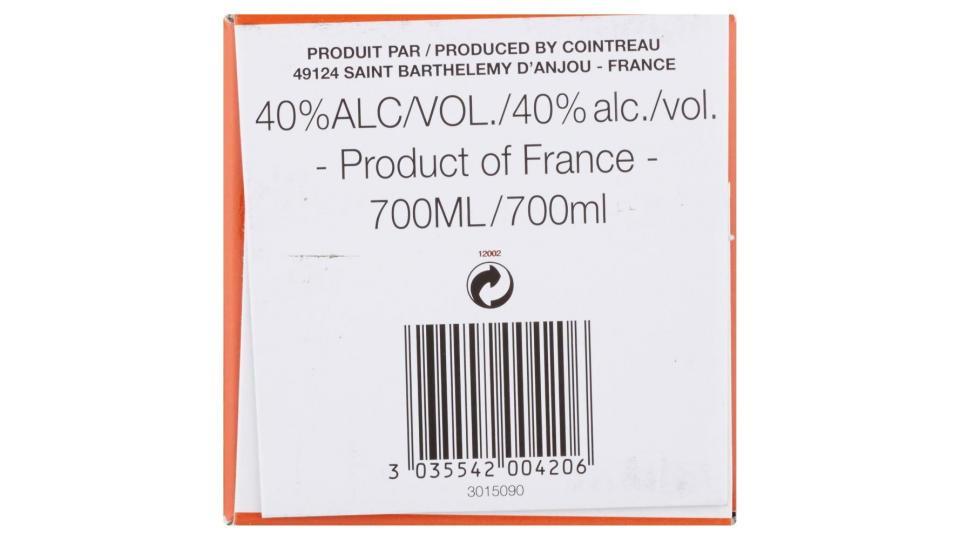 PRODUIT PAR / PRODUCED BY COINTREAU
49124 SAINT BARTHELEMY D'ANJOU - FRANCE
40%ALC/VOL./40% alc./vol.
- Product of France -
700ML/700ml
12002
3 035542 004206
3015090